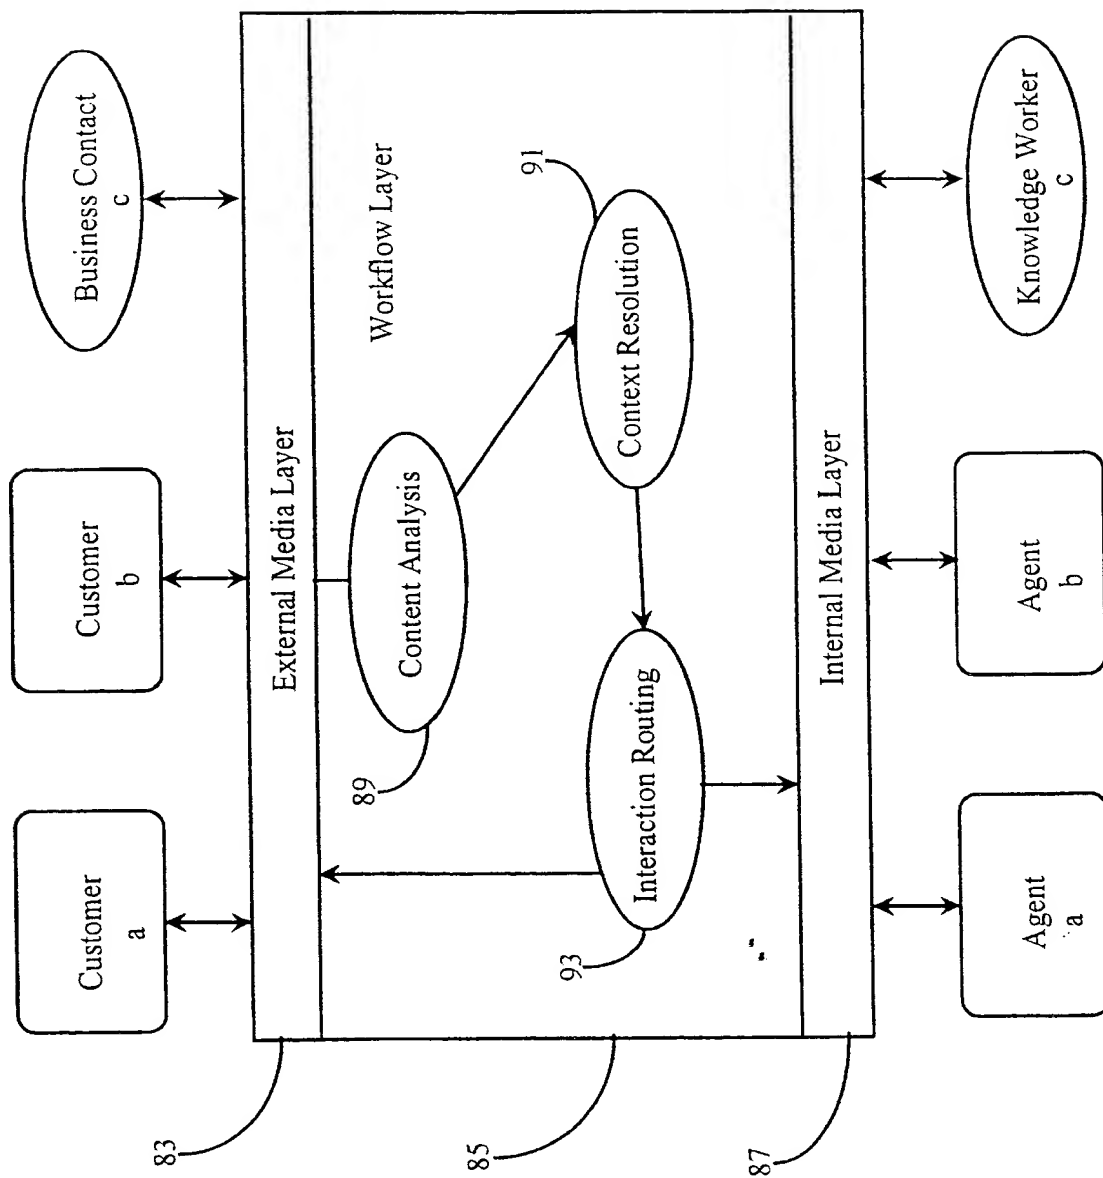 Customer
a
Customer
b
Business Contact
c
83
External Media Layer
Workflow Layer
89
Content Analysis
91
Context Resolution
85
93
Interaction Routing
87
Internal Media Layer
Agent
a
Agent
b
Knowledge Worker
c